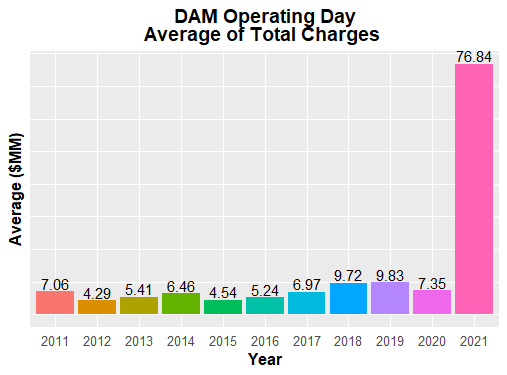 DAM Operating Day
Average of Total Charges
Average ($MM)
76.84
7.06
4.29
5.41
6.46
4.54
5.24
6.97
9.72
9.83
7.35
2011 2012 2013 2014 2015 2016 2017 2018 2019 2020 2021
Year